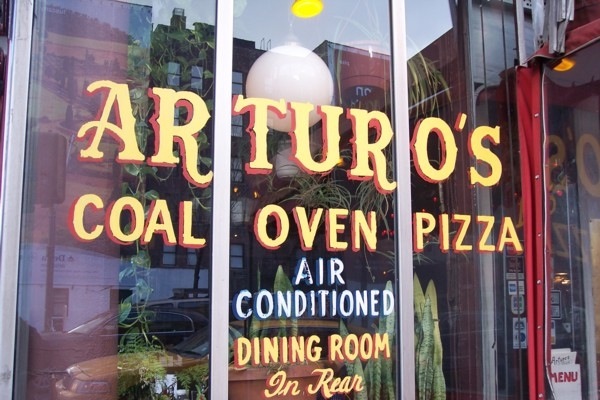 ARTURO'S
COAL OVEN PIZZA
AIR
CONDITIONED
DINING ROOM
In Rear
MENU